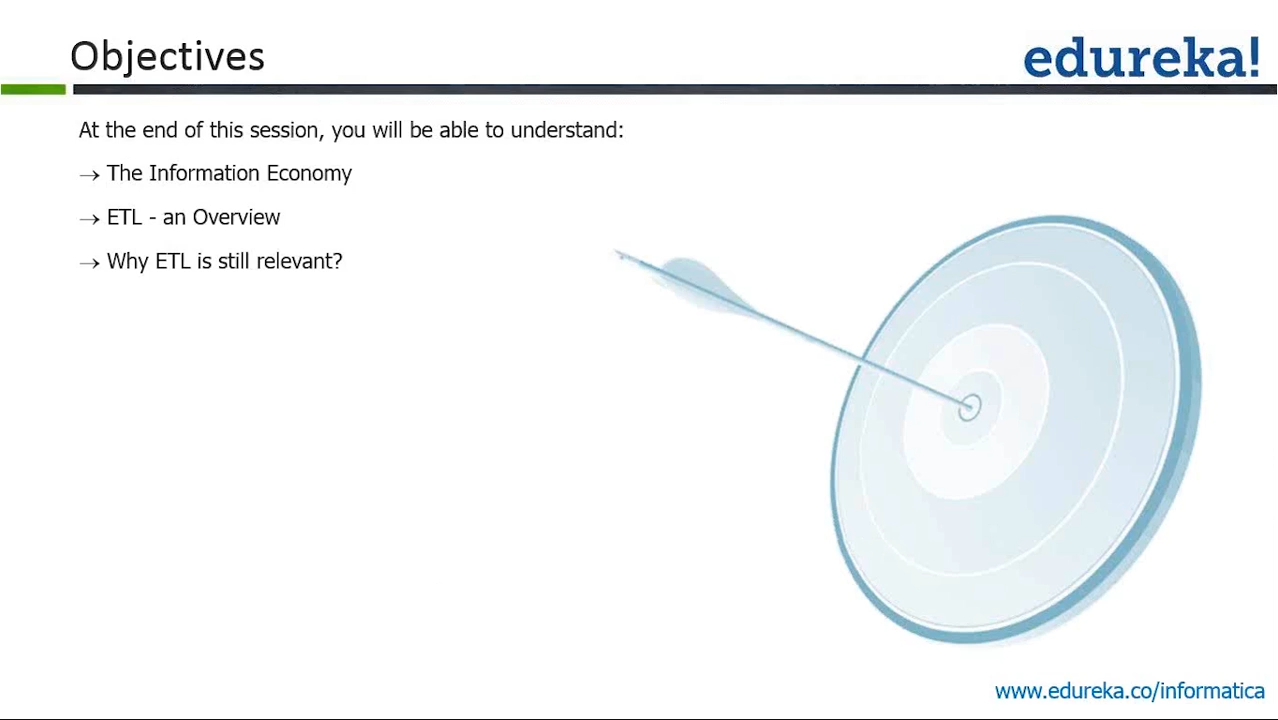 Objectives
edureka!
At the end of this session, you will be able to understand:
→ The Information Economy
→ ETL - an Overview
→ Why ETL is still relevant?
www.edureka.co/informatica